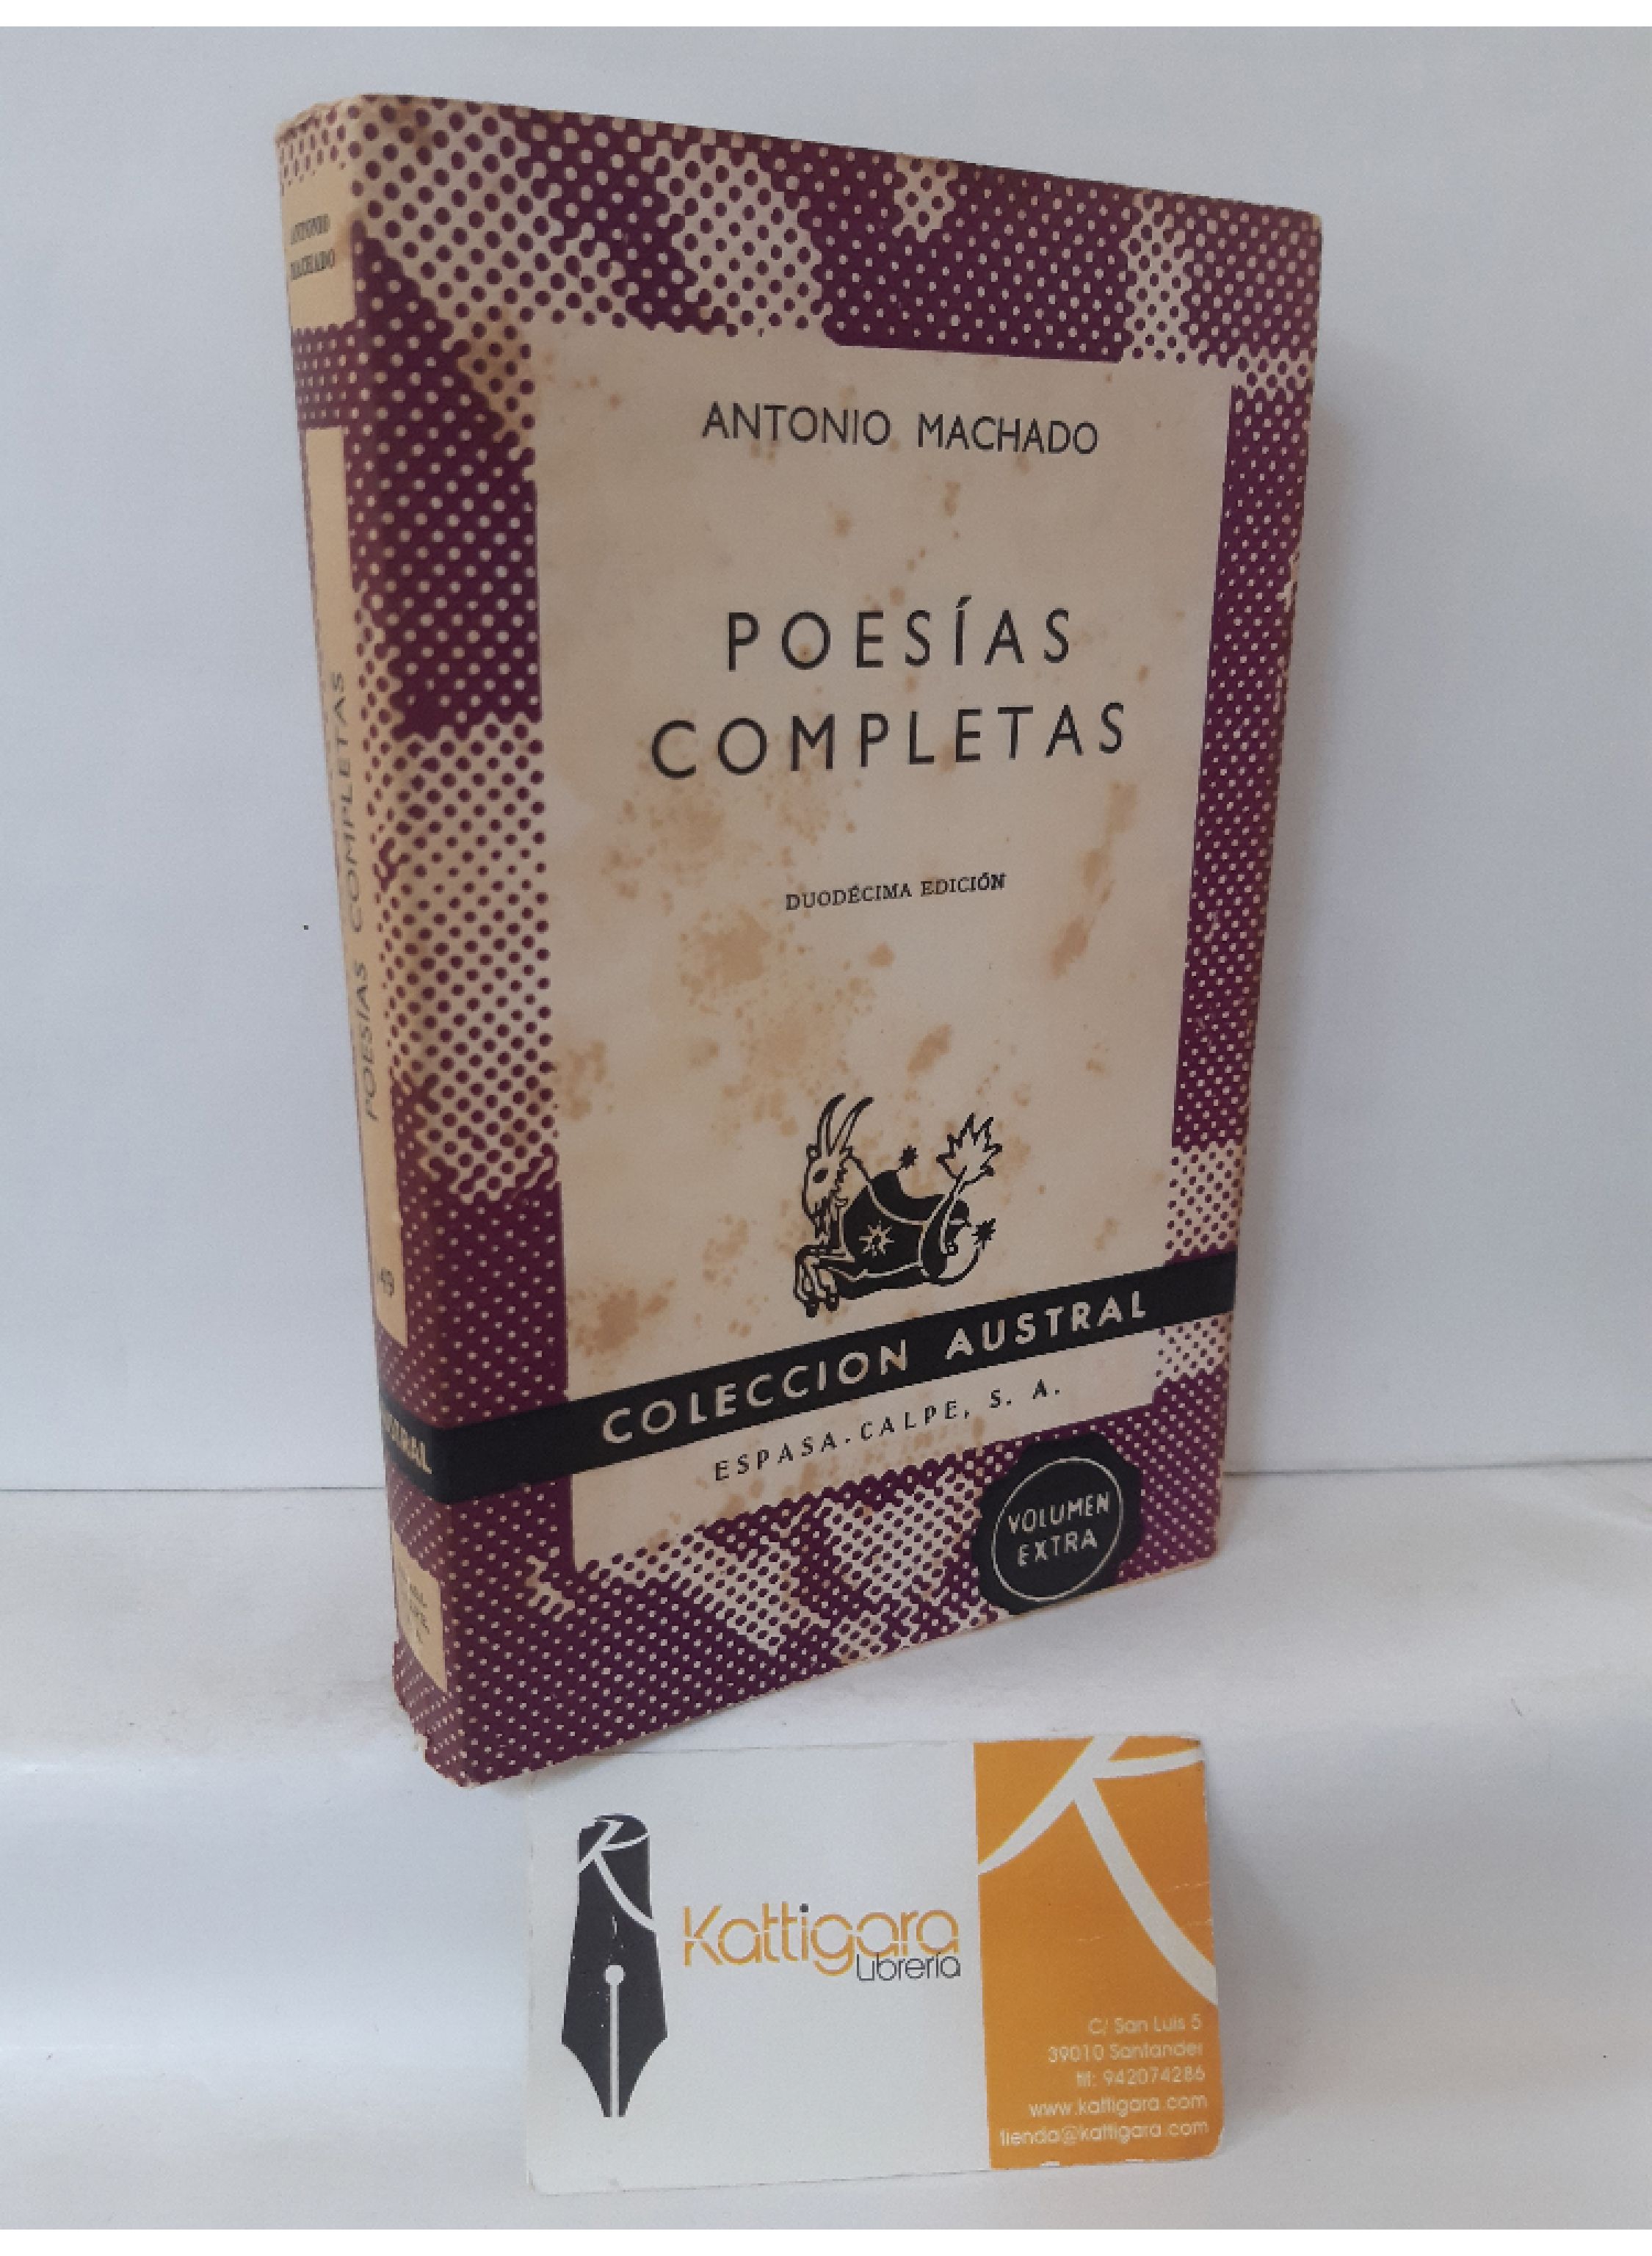 ANTONIO
MACHADO
POESÍAS COMPLETAS
AUSTRAL
ANTONIO MACHADO
POESÍAS
COMPLETAS
DUODÉCIMA EDICIÓN
COLECCION AUSTRAL
ESPASA-CALPE, S. A.
VOLUMEN
EXTRA
Kattigara
Librería
C/ San Luis 5
39010 Santander
tlf: 942074286
www.kattigara.com
tienda@kattigara.com